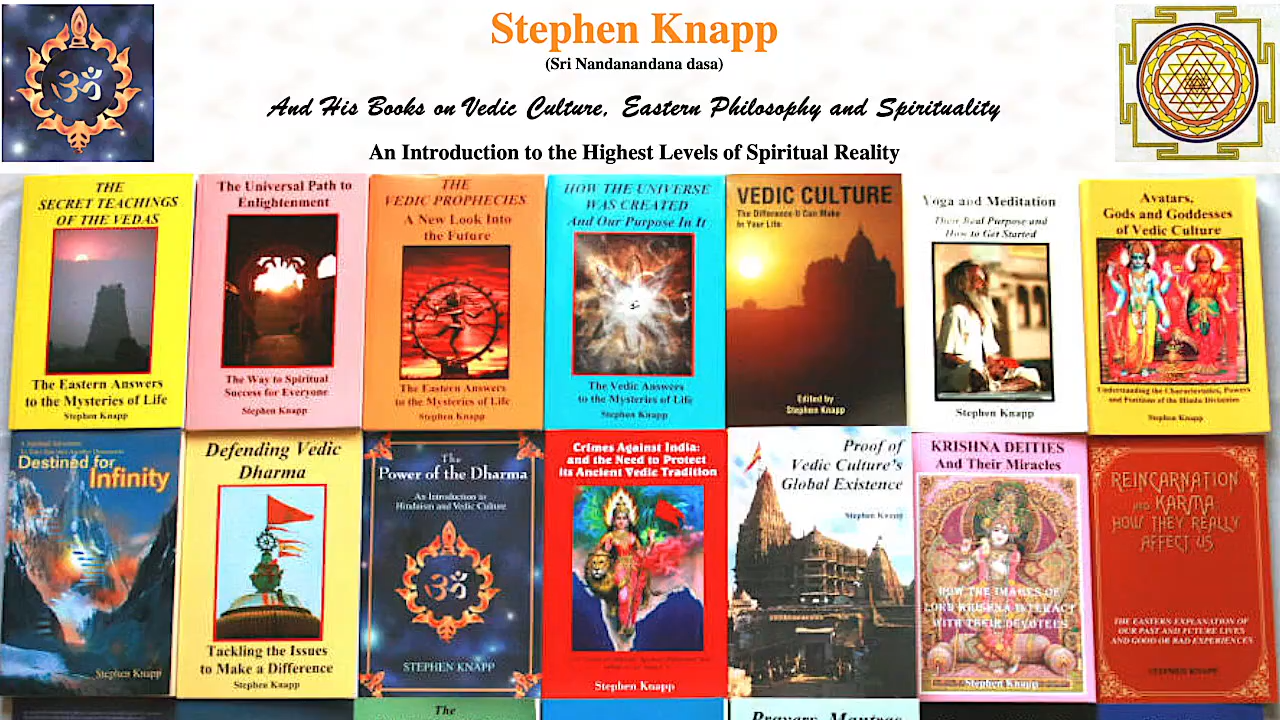 Stephen Knapp
(Sri Nandanandana dasa)
And His Books on Vedic Culture, Eastern Philosophy and Spirituality
An Introduction to the Highest Levels of Spiritual Reality
THE
SECRET TEACHINGS
OF THE VEDAS
The Eastern Answers
to the Mysteries of Life
Stephen Knapp
The Universal Path to
Enlightenment
The Way to Spiritual
Success for Everyone
Stephen Knapp
THE
VEDIC PROPHECIES
A New Look Into
the Future
The Eastern Answers
to the Mysteries of Life
Stephen Knapp
HOW THE UNIVERSE
WAS CREATED
And Our Purpose In It
The Vedic Answers
to the Mysteries of Life
Stephen Knapp
VEDIC CULTURE
The Difference It Can Make
In Your Life
Edited by
Stephen Knapp
Yoga and Meditation
Their Real Purpose and
How to Get Started
Stephen Knapp
Avatars,
Gods and Goddesses
of Vedic Culture
Understanding the Characteristics, Powers
and Positions of the Hindu Divinities
Stephen Knapp
Destined for
Infinity
Stephen Knapp
Defending Vedic
Dharma
Tackling the Issues
to Make a Difference
Stephen Knapp
The
Power of the Dharma
An Introduction to
Hinduism and Vedic Culture
ॐ
STEPHEN KNAPP
Crimes Against India:
and the Need to Protect
its Ancient Vedic Tradition
Stephen Knapp
Proof of
Vedic Culture's
Global Existence
Stephen Knapp
KRISHNA DEITIES
And Their Miracles
HOW THE IMAGES OF
LORD KRISHNA INTERACT
WITH THEIR DEVOTEES
Stephen Knapp
REINCARNATION
AND KARMA
HOW THEY REALLY
AFFECT US
THE EASTERN EXPLANATION OF
OUR PAST AND FUTURE LIVES
AND GOOD OR BAD EXPERIENCES
STEPHEN KNAPP
The
Prayers, Mantras